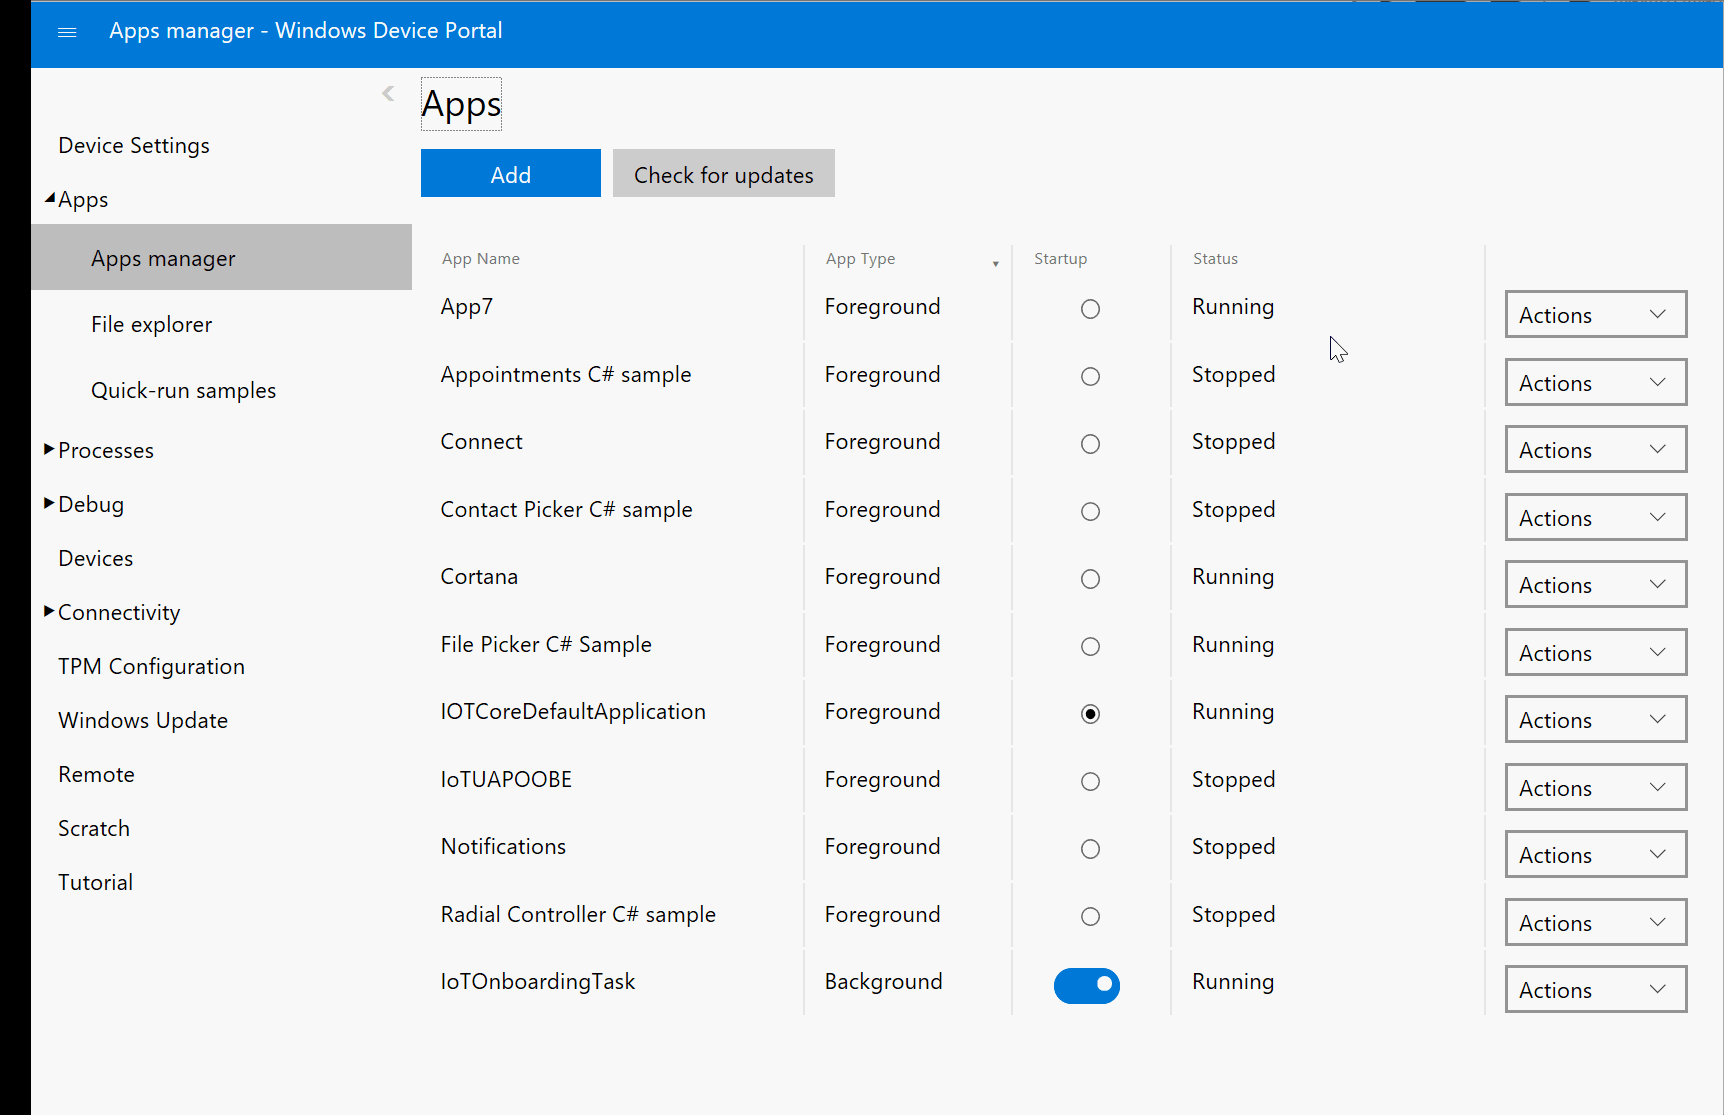 Apps manager - Windows Device Portal
Apps
Device Settings
Apps
Apps manager
File explorer
Quick-run samples
Processes
Debug
Devices
Connectivity
TPM Configuration
Windows Update
Remote
Scratch
Tutorial
Add Check for updates
App Name App Type Startup Status
App7 Foreground Running Actions
Appointments C# sample Foreground Stopped Actions
Connect Foreground Stopped Actions
Contact Picker C# sample Foreground Stopped Actions
Cortana Foreground Running Actions
File Picker C# Sample Foreground Running Actions
IOTCoreDefaultApplication Foreground Running Actions
IoTUAPOOBE Foreground Stopped Actions
Notifications Foreground Stopped Actions
Radial Controller C# sample Foreground Stopped Actions
IoTOnboardingTask Background Running Actions